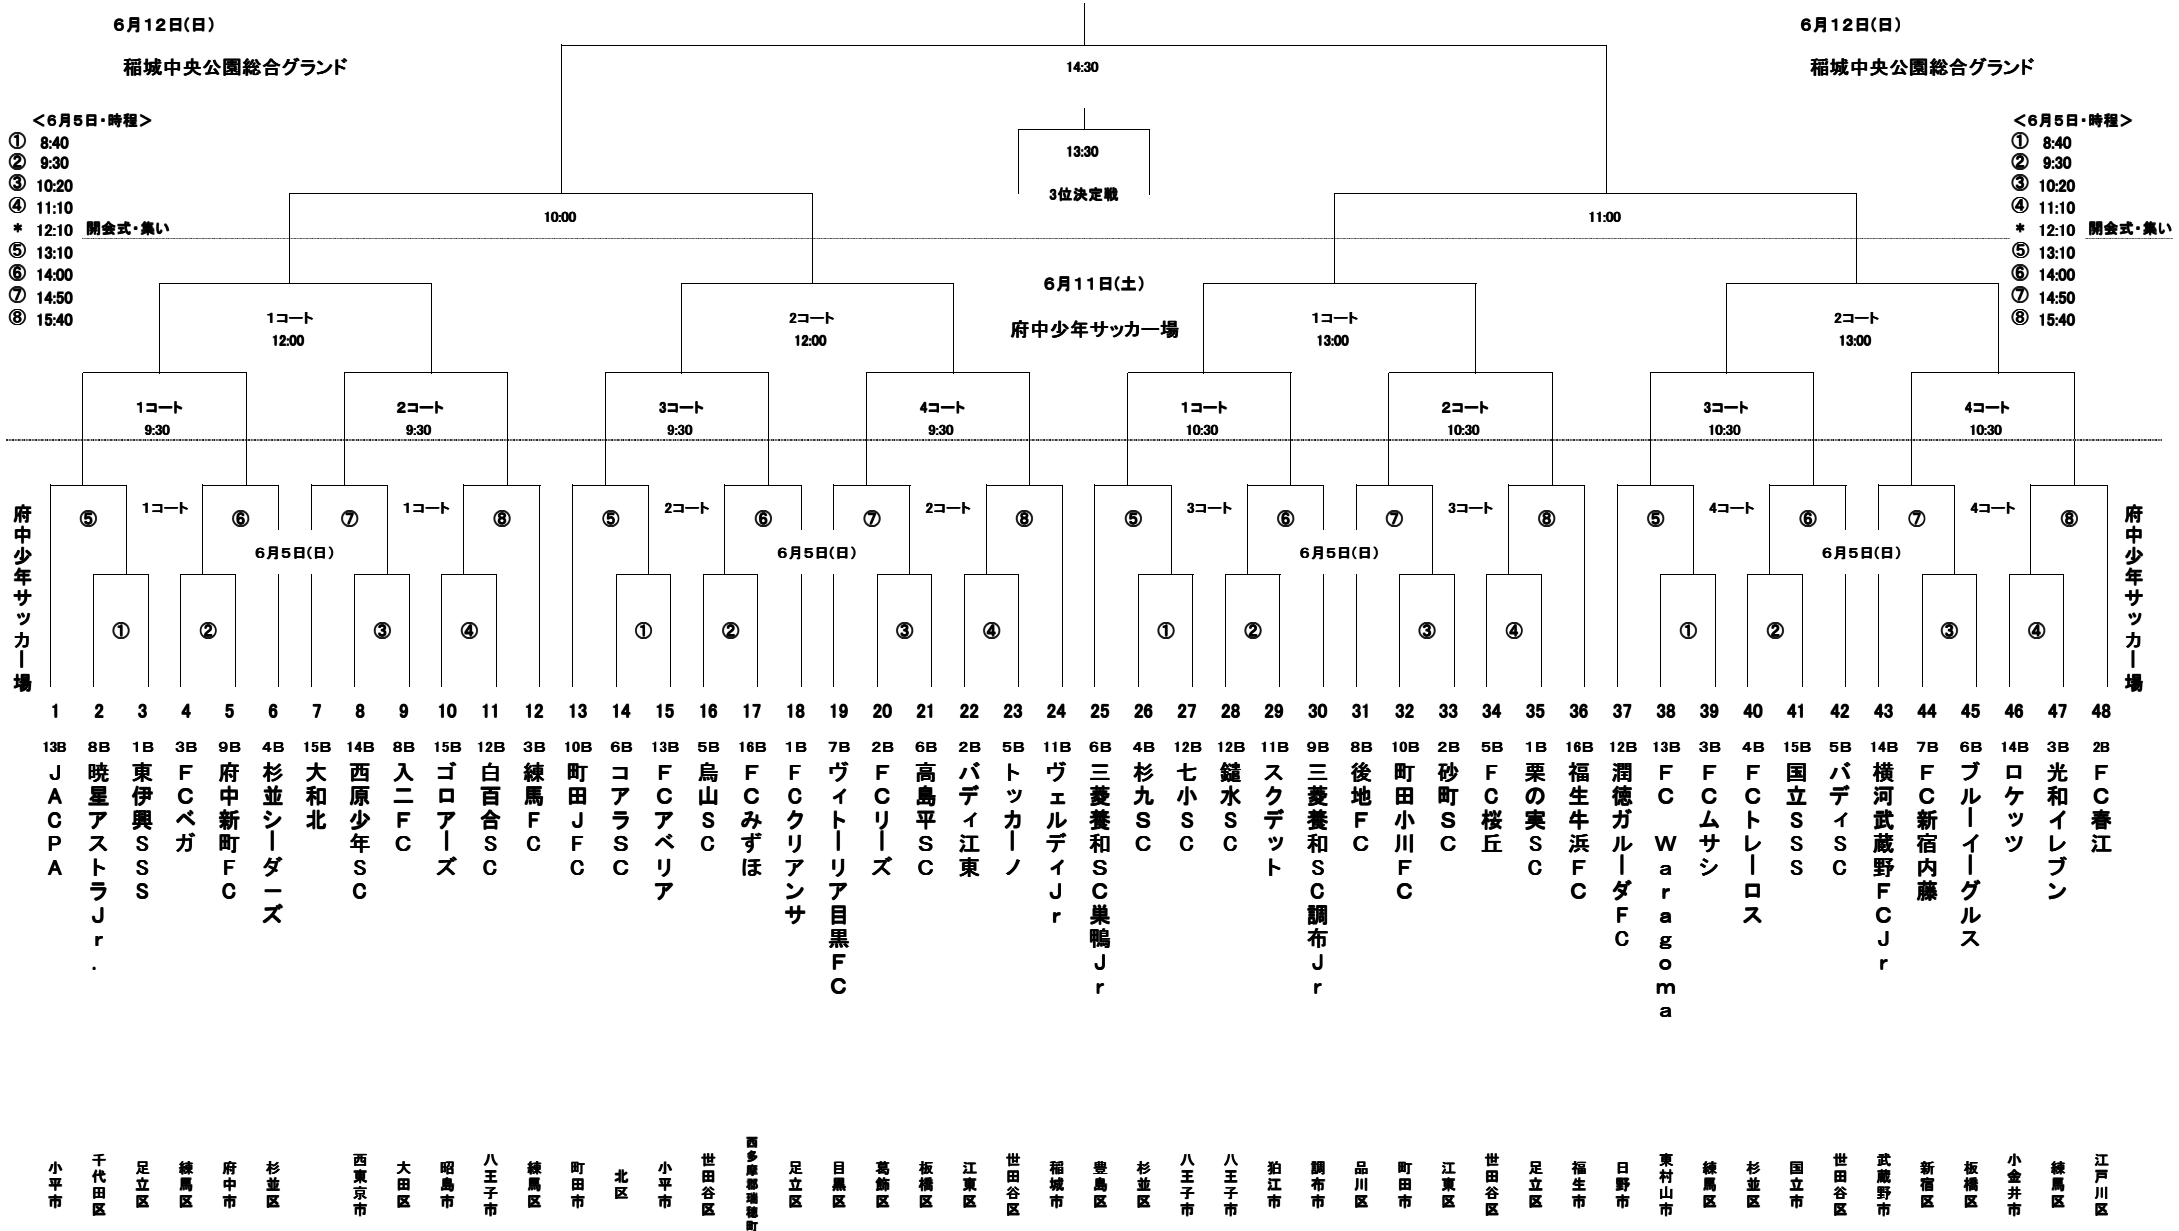 6月12日(日)
6月12日(日)
稲城中央公園総合グランド
14:30
稲城中央公園総合グランド
＜6月5日・時程＞
① 8:40
② 9:30
③ 10:20
④ 11:10
* 12:10 開会式・集い
⑤ 13:10
⑥ 14:00
⑦ 14:50
⑧ 15:40
＜6月5日・時程＞
① 8:40
② 9:30
③ 10:20
④ 11:10
* 12:10 開会式・集い
⑤ 13:10
⑥ 14:00
⑦ 14:50
⑧ 15:40
13:30
3位決定戦
10:00
11:00
6月11日(土)
府中少年サッカー場
1コート
12:00
2コート
12:00
1コート
13:00
2コート
13:00
1コート
9:30
2コート
9:30
3コート
9:30
4コート
9:30
1コート
10:30
2コート
10:30
3コート
10:30
4コート
10:30
府中少年サッカー場
⑤ 1コート ⑥ ⑦ 1コート ⑧ ⑤ 2コート ⑥ ⑦ 2コート ⑧ ⑤ 3コート ⑥ ⑦ 3コート ⑧ ⑤ 4コート ⑥ ⑦ 4コート ⑧
府中少年サッカー場
6月5日(日) 6月5日(日) 6月5日(日) 6月5日(日)
① ② ③ ④ ① ② ③ ④ ① ② ③ ④ ① ② ③ ④
1 2 3 4 5 6 7 8 9 10 11 12 13 14 15 16 17 18 19 20 21 22 23 24 25 26 27 28 29 30 31 32 33 34 35 36 37 38 39 40 41 42 43 44 45 46 47 48
13B 8B 1B 3B 9B 4B 15B 14B 8B 15B 12B 3B 10B 6B 13B 5B 16B 1B 7B 2B 6B 2B 5B 11B 6B 4B 12B 12B 11B 9B 8B 10B 2B 5B 1B 16B 12B 13B 3B 4B 15B 5B 14B 7B 6B 14B 3B 2B
JACPA
暁星アストラJr.
東伊興SSS
FCベガ
府中新町FC
杉並シーダーズ
大和北
西原少年SC
入二FC
ゴロアーズ
白百合SC
練馬FC
町田JFC
コアラSC
FCアベリア
烏山SC
FCみずほ
FCクリアンサ
ヴィトーリア目黒FC
FCリーズ
高島平SC
バディ江東
トッカーノ
ヴェルディJr
三菱養和SC巣鴨Jr
杉九SC
七小SC
鑓水SC
スクデット
三菱養和SC調布Jr
後地FC
町田小川FC
砂町SC
FC桜丘
栗の実SC
福生牛浜FC
潤徳ガルーダFC
FC Waragoma
FCムサシ
FCトレーロス
国立SSS
バディSC
横河武蔵野FCJr
FC新宿内藤
ブルーイーグルス
ロケッツ
光和イレブン
FC春江
小平市
千代田区
足立区
練馬区
府中市
杉並区
西東京市
大田区
昭島市
八王子市
練馬区
町田市
北区
小平市
世田谷区
西多摩郡瑞穂町
足立区
目黒区
葛飾区
板橋区
江東区
世田谷区
稲城市
豊島区
杉並区
八王子市
八王子市
狛江市
調布市
品川区
町田市
江東区
世田谷区
足立区
福生市
日野市
東村山市
練馬区
杉並区
国立市
世田谷区
武蔵野市
新宿区
板橋区
小金井市
練馬区
江戸川区